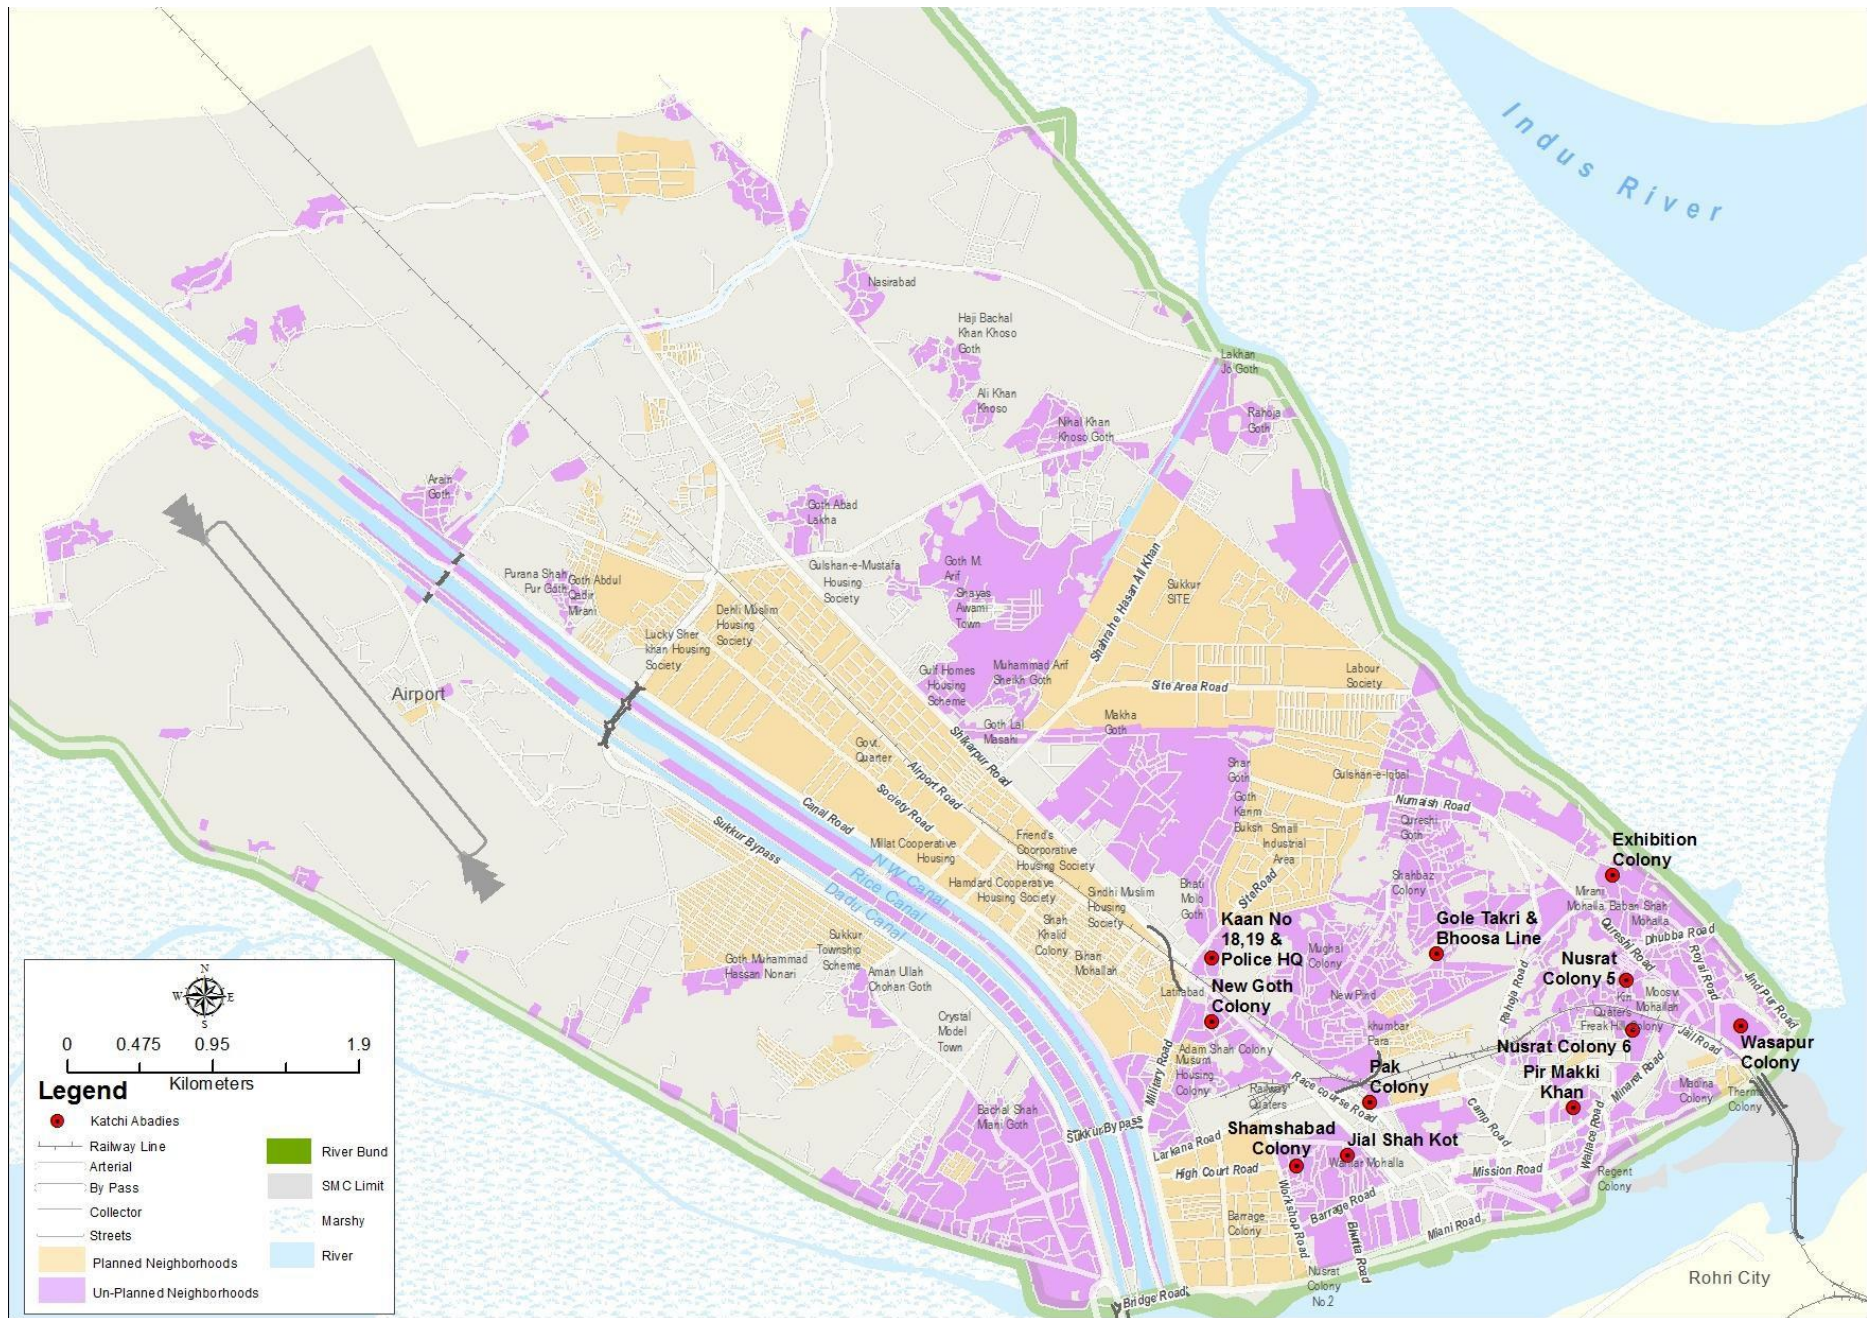 Indus River
Nasirabad
Haji Bachal
Khan Khoso
Goth
Lakhan
Jo Goth
Ali Khan
Khoso
Rahoja
Goth
Nihal Khan
Khoso Goth
Arain
Goth
Goth Abad
Lakha
Gulshan-e-Mustafa
Housing
Society
Goth M.
Arif
Shayas
Awami
Town
Sukkur
SITE
Shahrah e Hasan Ali Khan
Purana Shah
Pur Goth
Goth Abdul
Qadir
Mirani
Dehli Muslim
Housing
Society
Lucky Sher
khan Housing
Society
Gulf Homes
Housing
Scheme
Muhammad Arif
Sheikh Goth
Labour
Society
Site Area Road
Airport
Makha
Goth
Goth Lal
Masahi
Shikarpur Road
Govt.
Quarter
Airport Road
Society Road
Canal Road
Sukkur Bypass
Shar
Goth
Gulshan-e-Iqbal
Goth
Karim
Buksh
Numaish Road
Qureshi
Goth
Small
Industrial
Area
Friend's
Coorporative
Housing Society
Millat Cooperative
Housing
N W Canal
Rice Canal
Dadu Canal
Hamdard Cooperative
Housing Society
Sindhi Muslim
Housing
Society
Bhati
Molo
Goth
Site Road
Shahbaz
Colony
Exhibition
Colony
Mirani
Mohalla, Baban Shah
Mohalla
Shah
Khalid
Colony
Bihari
Mohallah
Kaan No
18,19 &
Police HQ
Mughal
Colony
Gole Takri &
Bhoosa Line
Qureshi Road
Dhubba Road
Royal Road
Sukkur
Township
Scheme
Goth Muhammad
Hassan Nonari
Aman Ullah
Chohan Goth
Latifabad
New Goth
Colony
New Pind
Rahoja Road
Nusrat
Colony 5
Moosvi
Mohallah
Kin
Quaters
Freak Hill Colony
Jind Pur Road
Crystal
Model
Town
khumbar
Para
Nusrat Colony 6
Jail Road
Wasapur
Colony
Adam Shah Colony
Musum
Housing
Colony
Military Road
Railway
Quaters
Race course Road
Pak
Colony
Camp Road
Pir Makki
Khan
Minaret Road
Madina
Colony
Thermal
Colony
Bachal Shah
Miani Goth
Sukkur Bypass
Larkana Road
High Court Road
Shamshabad
Colony
Jial Shah Kot
Mission Road
Wallace Road
Regent
Colony
Barrage
Colony
Workshop Road
Barrage Road
Bhutta Road
Miani Road
Nusrat
Colony
No.2
Bridge Road
Rohri City
N
W E
S
0 0.475 0.95 1.9
Kilometers
Legend
Katchi Abadies
Railway Line
Arterial
By Pass
Collector
Streets
Planned Neighborhoods
Un-Planned Neighborhoods
River Bund
SMC Limit
Marshy
River